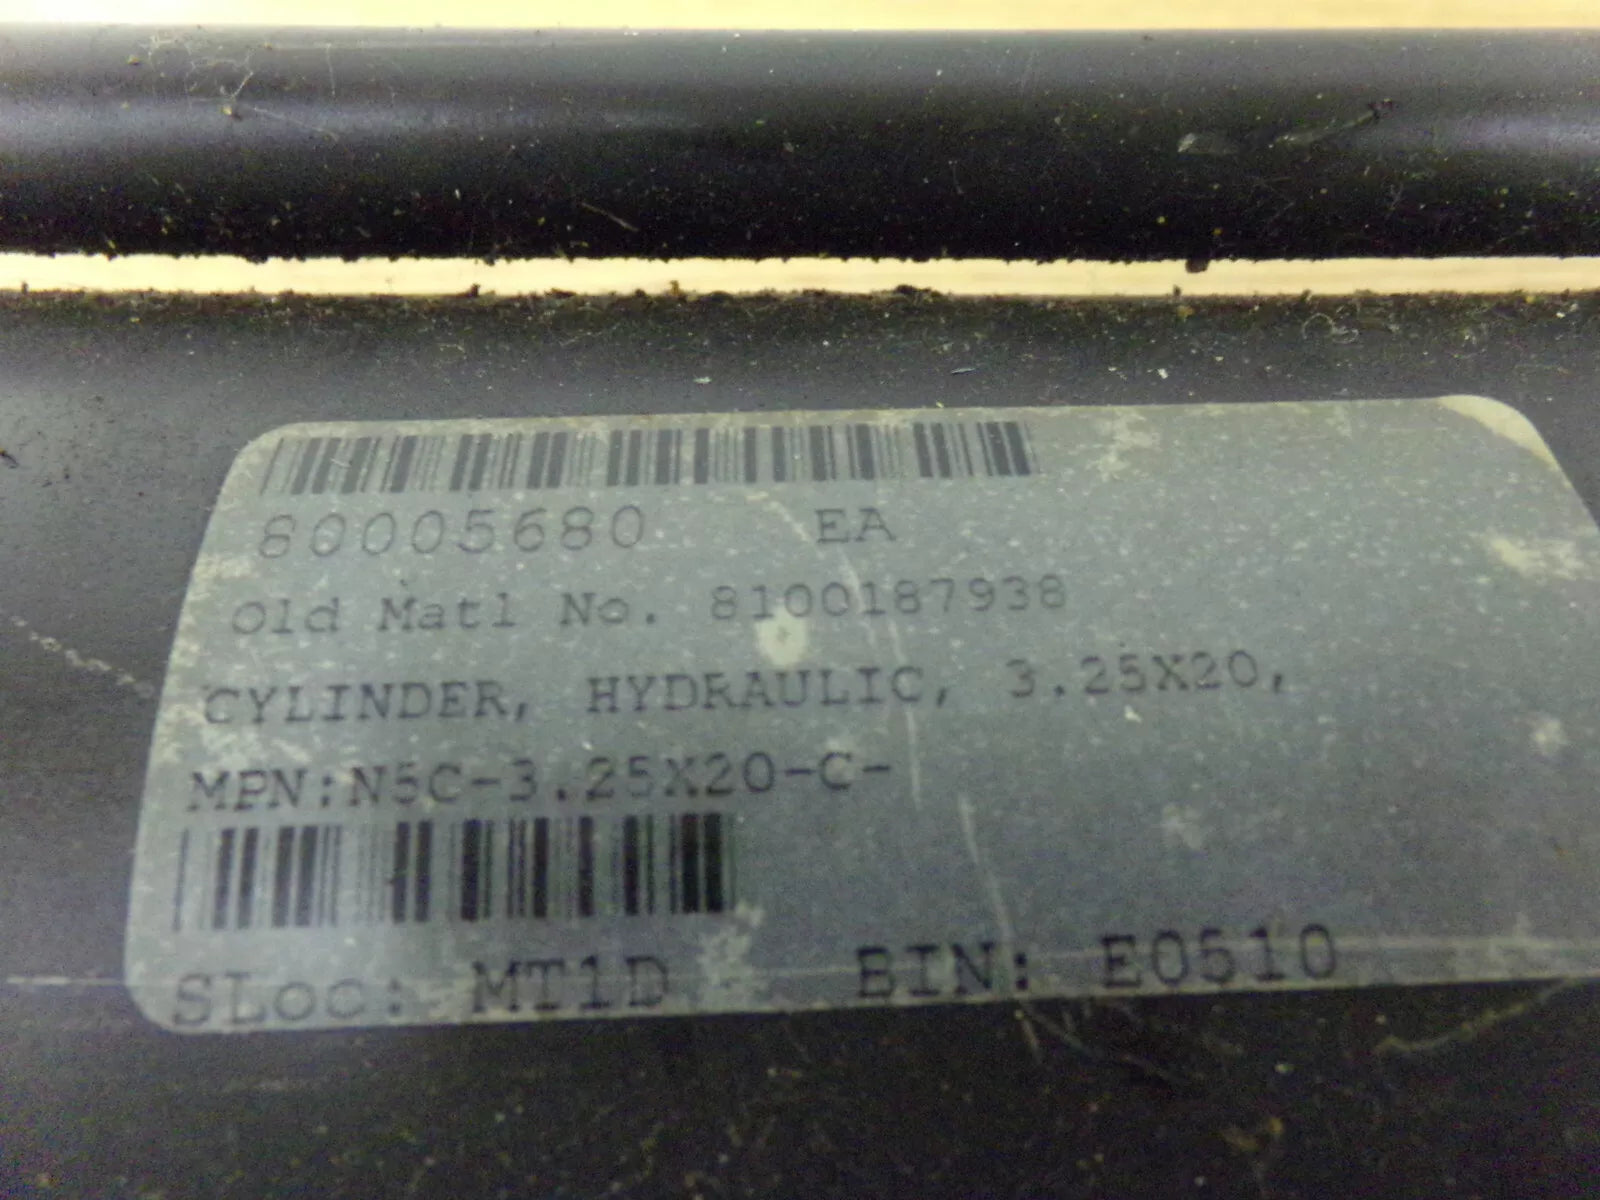 80005680 EA
Old Matl No. 8100187938
CYLINDER, HYDRAULIC, 3.25X20,
MPN:N5C-3.25X20-C-
SLoc: MT1D BIN: E0510